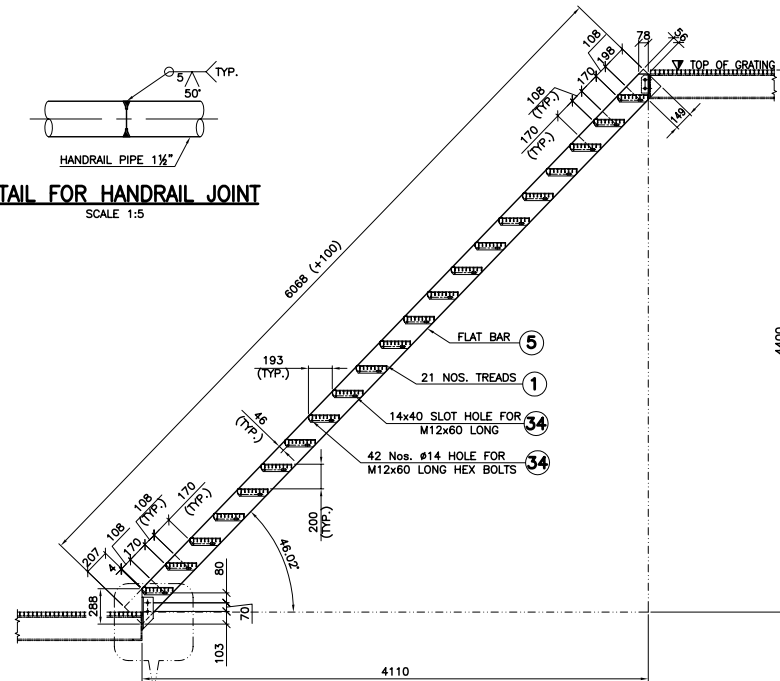 5
TYP.
50°
HANDRAIL PIPE 1½"
TAIL FOR HANDRAIL JOINT
SCALE 1:5
78
108
198
170
108
(TYP.)
170
(TYP.)
TOP OF GRATING
149
6068 (+100)
4400
FLAT BAR 5
193
(TYP.)
21 NOS. TREADS 1
14x40 SLOT HOLE FOR
M12x60 LONG
34
46
(TYP.)
42 Nos. ø14 HOLE FOR
M12x60 LONG HEX BOLTS
34
200
(TYP.)
170
(TYP.)
108
(TYP.)
170
108
4
207
46.02°
80
288
70
103
4110